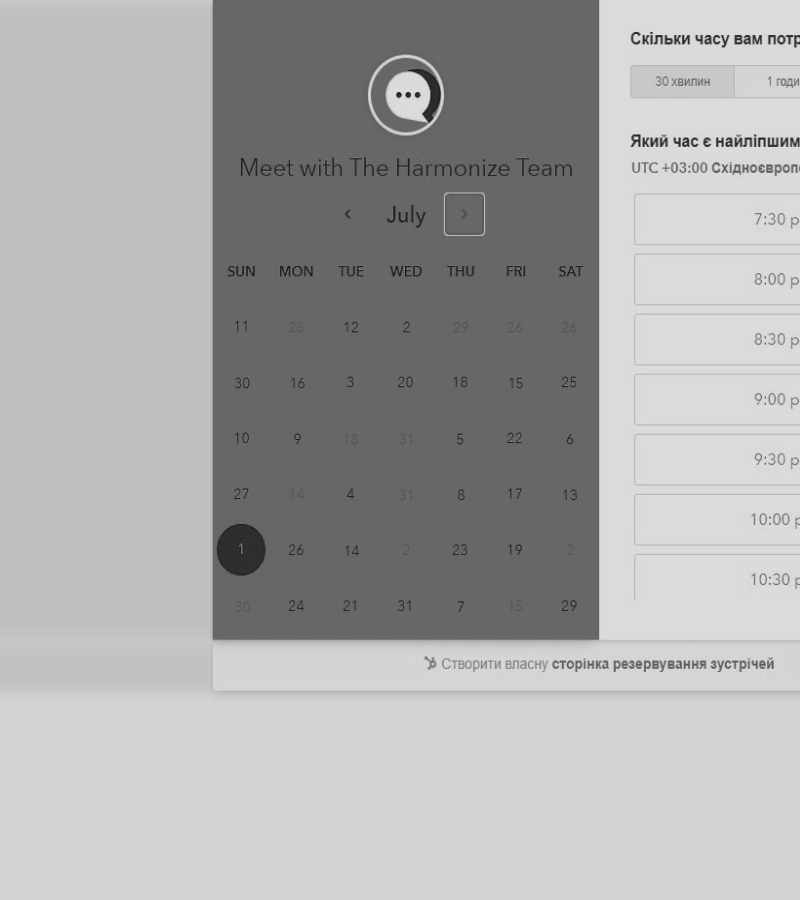 Meet with The Harmonize Team
July
SUN MON TUE WED THU FRI SAT
11 28 12 2 29 26 26
30 16 3 20 18 15 25
10 9 18 31 5 22 6
27 14 4 31 8 17 13
1 26 14 2 23 19 2
30 24 21 31 7 15 29
Скільки часу вам потр
30 хвилин 1 годи
Який час є найліпшим
UTC +03:00 Східноєвроп
7:30 p
8:00 p
8:30 p
9:00 p
9:30 p
10:00 p
10:30 p
Створити власну сторінка резервування зустрічей